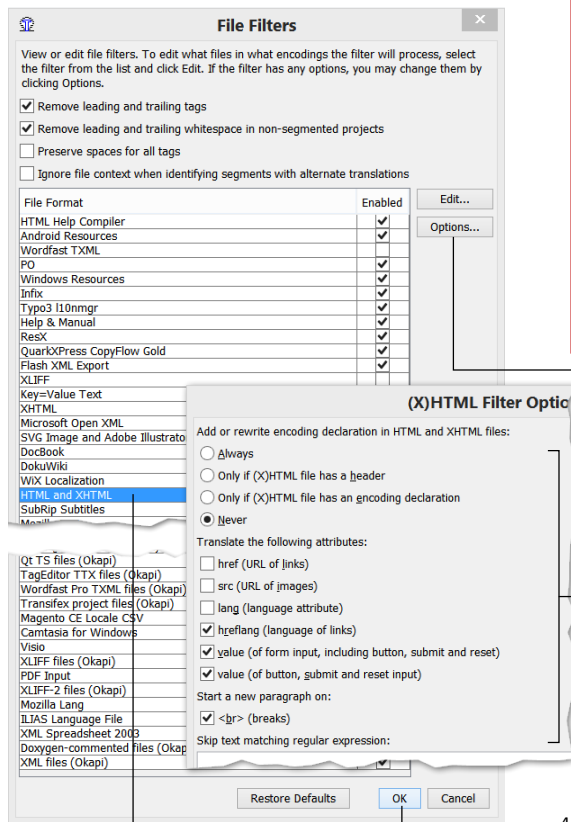 File Filters
View or edit file filters. To edit what files in what encodings the filter will process, select
the filter from the list and click Edit. If the filter has any options, you may change them by
clicking Options.
Remove leading and trailing tags
Remove leading and trailing whitespace in non-segmented projects
Preserve spaces for all tags
Ignore file context when identifying segments with alternate translations
File Format Enabled Edit...
HTML Help Compiler
Options...
Android Resources
Wordfast TXML
PO
Windows Resources
Infix
Typo3 l10nmgr
Help & Manual
ResX
QuarkXPress CopyFlow Gold
Flash XML Export
XLIFF
Key=Value Text
XHTML
Microsoft Open XML
SVG Image and Adobe Illustrato
DocBook
DokuWiki
WiX Localization
HTML and XHTML
SubRip Subtitles
(X)HTML Filter Optio
Add or rewrite encoding declaration in HTML and XHTML files:
Always
Only if (X)HTML file has a header
Only if (X)HTML file has an encoding declaration
Never
Translate the following attributes:
href (URL of links)
src (URL of images)
lang (language attribute)
hreflang (language of links)
value (of form input, including button, submit and reset)
value (of button, submit and reset input)
Start a new paragraph on:
<br> (breaks)
Skip text matching regular expression:
Qt TS files (Okapi)
TagEditor TTX files (Okapi)
Wordfast Pro TXML files (Okapi)
Transifex project files (Okapi)
Magento CE Locale CSV
Camtasia for Windows
Visio
XLIFF files (Okapi)
PDF Input
XLIFF-2 files (Okapi)
Mozilla Lang
ILIAS Language File
XML Spreadsheet 2003
Doxygen-commented files (Okap
XML files (Okapi)
Restore Defaults OK Cancel
4